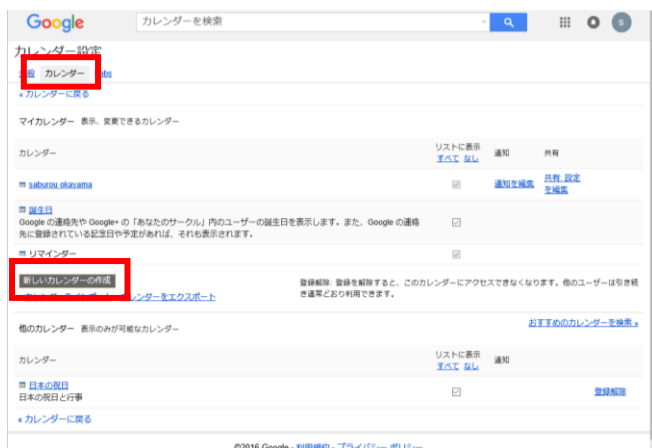 Google カレンダーを検索 s
カレンダー設定
カレンダー
«カレンダーに戻る
マイカレンダー 表示、変更できるカレンダー
カレンダー リストに表示 通知 共有
すべて なし
saburou okayama 通知を編集 共有: 設定
を編集
誕生日
Google の連絡先や Google+ の「あなたのサークル」内のユーザーの誕生日を表示します。また、Google の連絡
先に登録されている記念日や予定があれば、それも表示されます。
リマインダー
新しいカレンダーの作成
登録解除: 登録を解除すると、このカレンダーにアクセスできなくなります。他のユーザーは引き続
き通常どおり利用できます。
レンダーをエクスポート
おすすめのカレンダーを検索 »
他のカレンダー 表示のみが可能なカレンダー
カレンダー リストに表示 通知
すべて なし
日本の祝日 登録解除
日本の祝日と行事
«カレンダーに戻る
©2016 Google - 利用規約 - プライバシー ポリシー